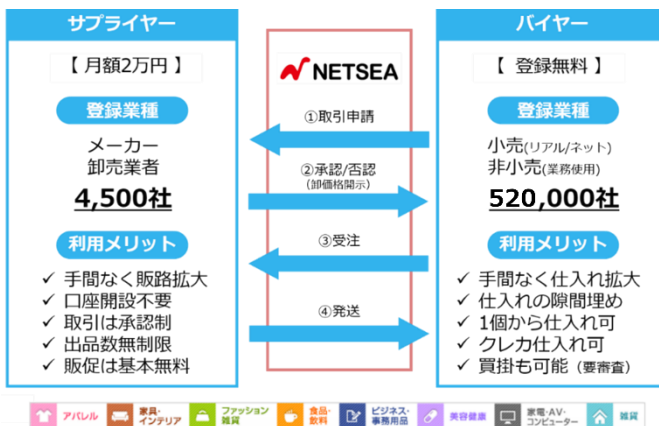 サプライヤー
【 月額2万円 】
登録業種
メーカー
卸売業者
4,500社
利用メリット
✓ 手間なく販路拡大
✓ 口座開設不要
✓ 取引は承認制
✓ 出品数無制限
✓ 販促は基本無料
NETSEA
①取引申請
②承認/否認
(卸価格開示)
③受注
④発送
バイヤー
【 登録無料 】
登録業種
小売(リアル/ネット)
非小売(業務使用)
520,000社
利用メリット
✓ 手間なく仕入れ拡大
✓ 仕入れの隙間埋め
✓ 1個から仕入れ可
✓ クレカ仕入れ可
✓ 買掛も可能（要審査）
アパレル
家具・
インテリア
ファッション
雑貨
食品・
飲料
ビジネス・
事務用品
美容健康
家電・AV・
コンピューター
雑貨